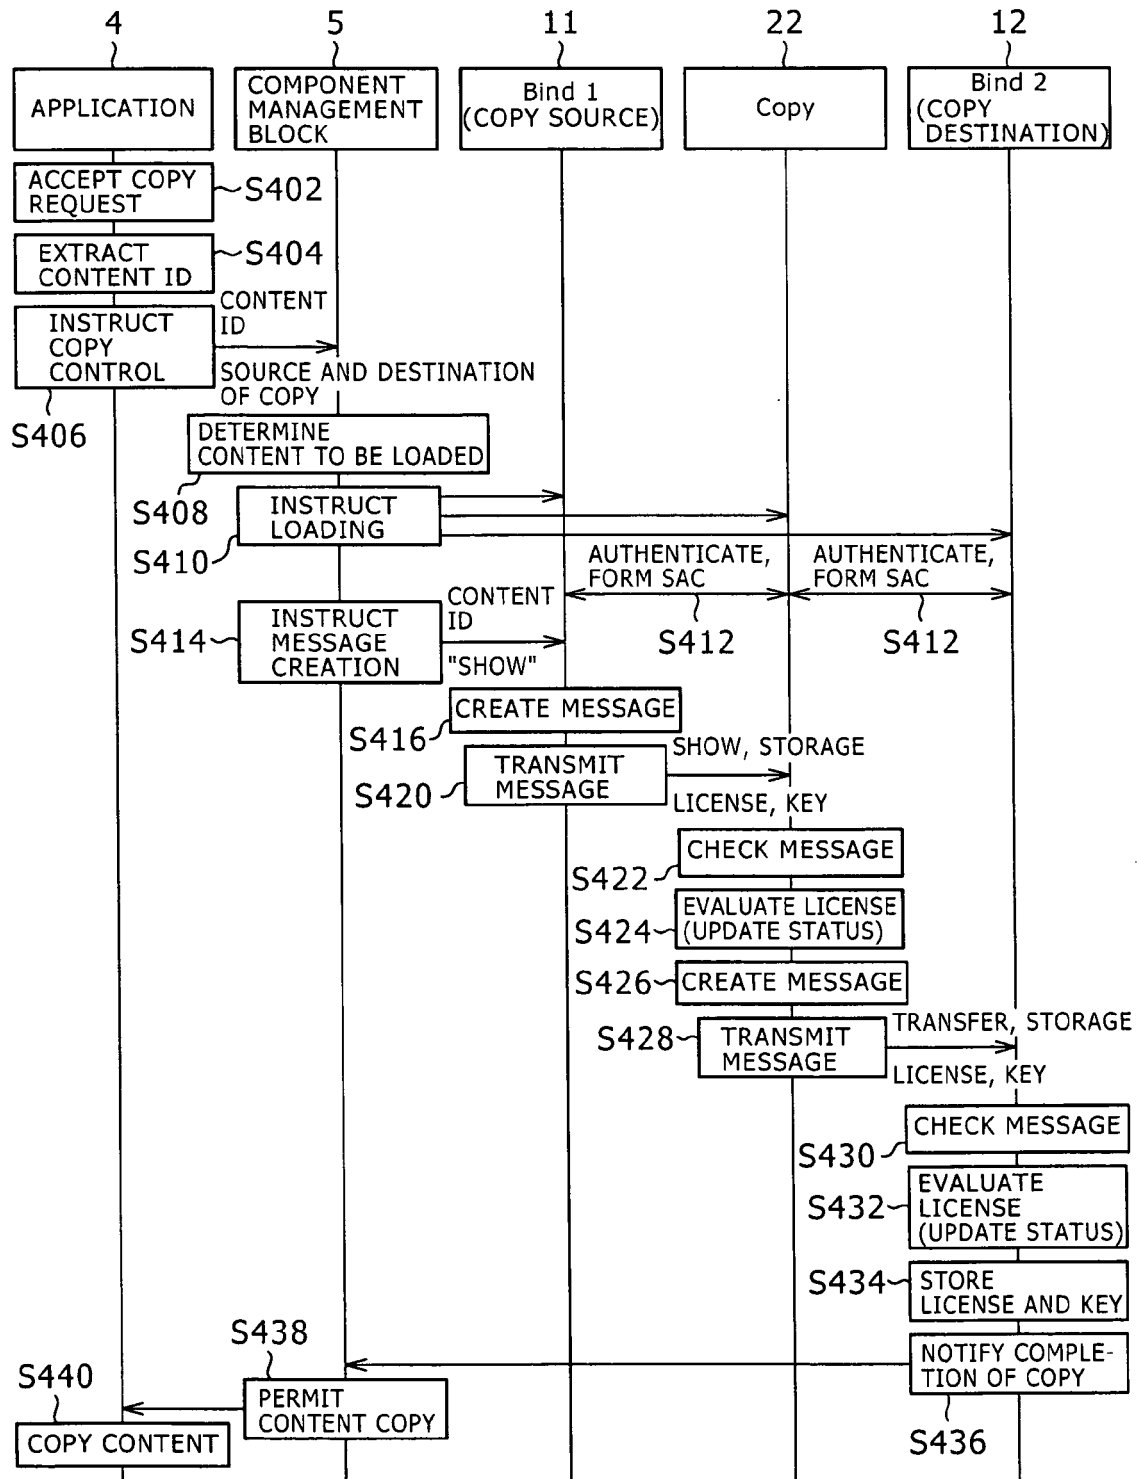 4
5
11
22
12
APPLICATION
COMPONENT
MANAGEMENT
BLOCK
Bind 1
(COPY SOURCE)
Copy
Bind 2
(COPY
DESTINATION)
ACCEPT COPY
REQUEST
S402
EXTRACT
CONTENT ID
S404
INSTRUCT
COPY
CONTROL
S406
CONTENT
ID
SOURCE AND DESTINATION
OF COPY
DETERMINE
CONTENT TO BE LOADED
S408
INSTRUCT
LOADING
S410
AUTHENTICATE,
FORM SAC
S412
AUTHENTICATE,
FORM SAC
S412
S414
INSTRUCT
MESSAGE
CREATION
CONTENT
ID
"SHOW"
CREATE MESSAGE
S416
TRANSMIT
MESSAGE
S420
SHOW, STORAGE
LICENSE, KEY
CHECK MESSAGE
S422
EVALUATE LICENSE
(UPDATE STATUS)
S424
CREATE MESSAGE
S426
TRANSMIT
MESSAGE
S428
TRANSFER, STORAGE
LICENSE, KEY
CHECK MESSAGE
S430
EVALUATE
LICENSE
(UPDATE STATUS)
S432
STORE
LICENSE AND KEY
S434
NOTIFY COMPLE-
TION OF COPY
S436
S438
PERMIT
CONTENT COPY
S440
COPY CONTENT